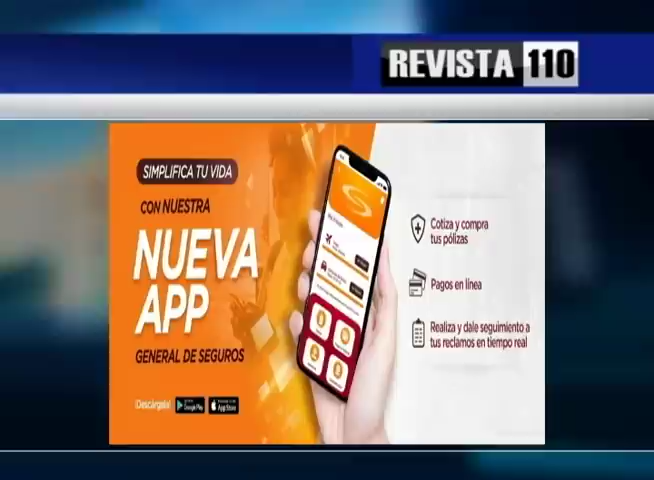 REVISTA 110
SIMPLIFICA TU VIDA
CON NUESTRA
NUEVA
APP
GENERAL DE SEGUROS
¡Descárgala!
Google Play
App Store
Cotiza y compra
tus pólizas
Pagos en línea
Realiza y dale seguimiento a
tus reclamos en tiempo real